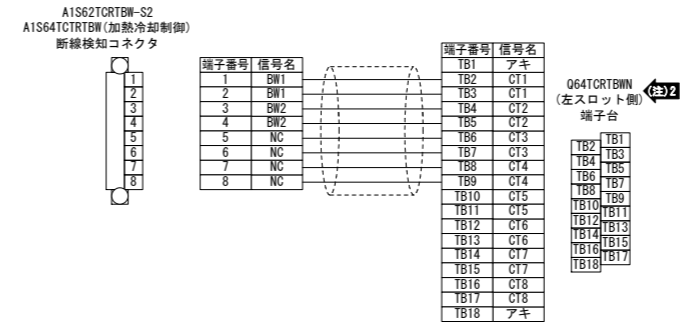 A1S62TCRTBW-S2
A1S64TCTRTBW(加熱冷却制御)
断線検知コネクタ
1
2
3
4
5
6
7
8
端子番号 信号名
1 BW1
2 BW1
3 BW2
4 BW2
5 NC
6 NC
7 NC
8 NC
端子番号 信号名
TB1 アキ
TB2 CT1
TB3 CT1
TB4 CT2
TB5 CT2
TB6 CT3
TB7 CT3
TB8 CT4
TB9 CT4
TB10 CT5
TB11 CT5
TB12 CT6
TB13 CT6
TB14 CT7
TB15 CT7
TB16 CT8
TB17 CT8
TB18 アキ
Q64TCRTBWN
(左スロット側)
端子台
(注)2
TB1
TB2
TB3
TB4
TB5
TB6
TB7
TB8
TB9
TB10
TB11
TB12
TB13
TB14
TB15
TB16
TB17
TB18